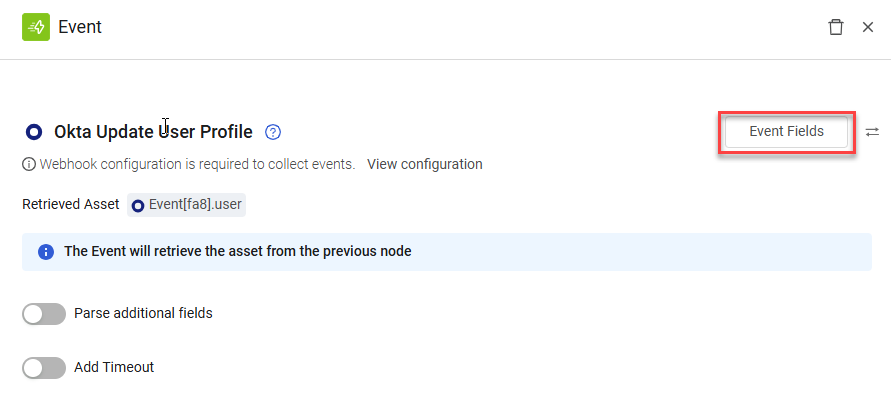 Event
Okta Update User Profile
Event Fields
Webhook configuration is required to collect events. View configuration
Retrieved Asset Event[fa8].user
The Event will retrieve the asset from the previous node
Parse additional fields
Add Timeout